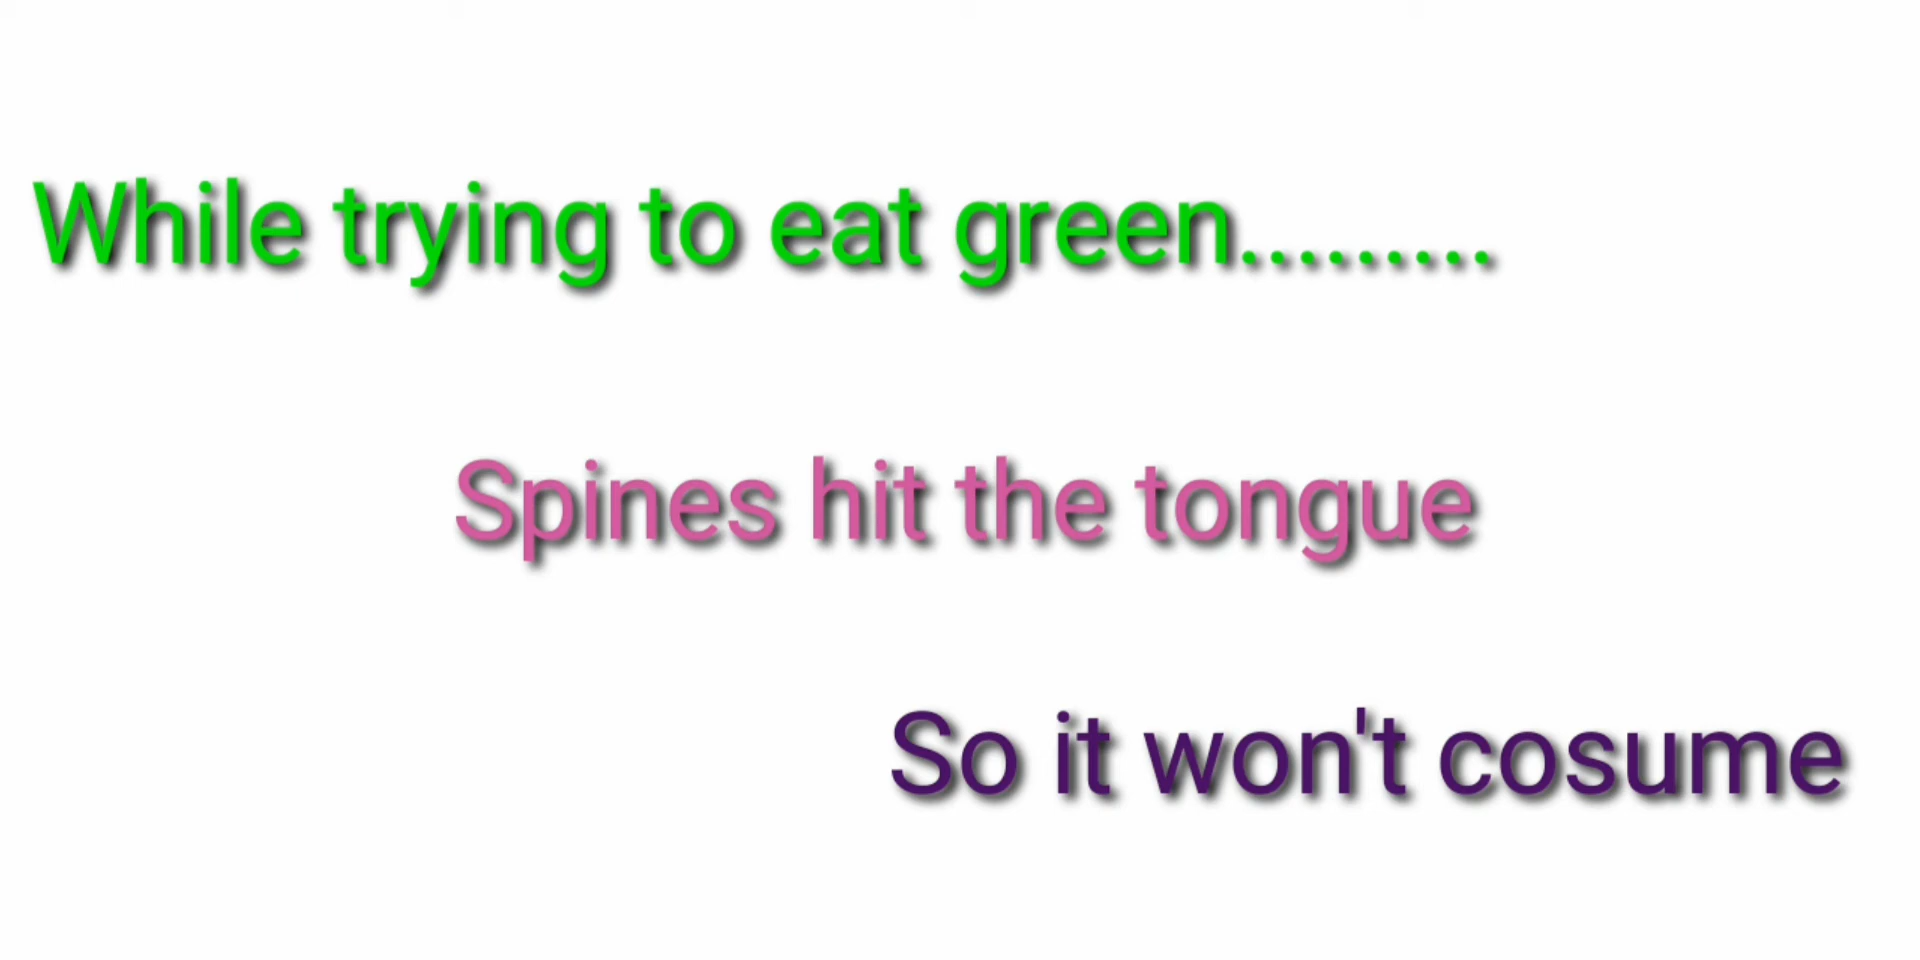 While trying to eat green.........
Spines hit the tongue
So it won't cosume